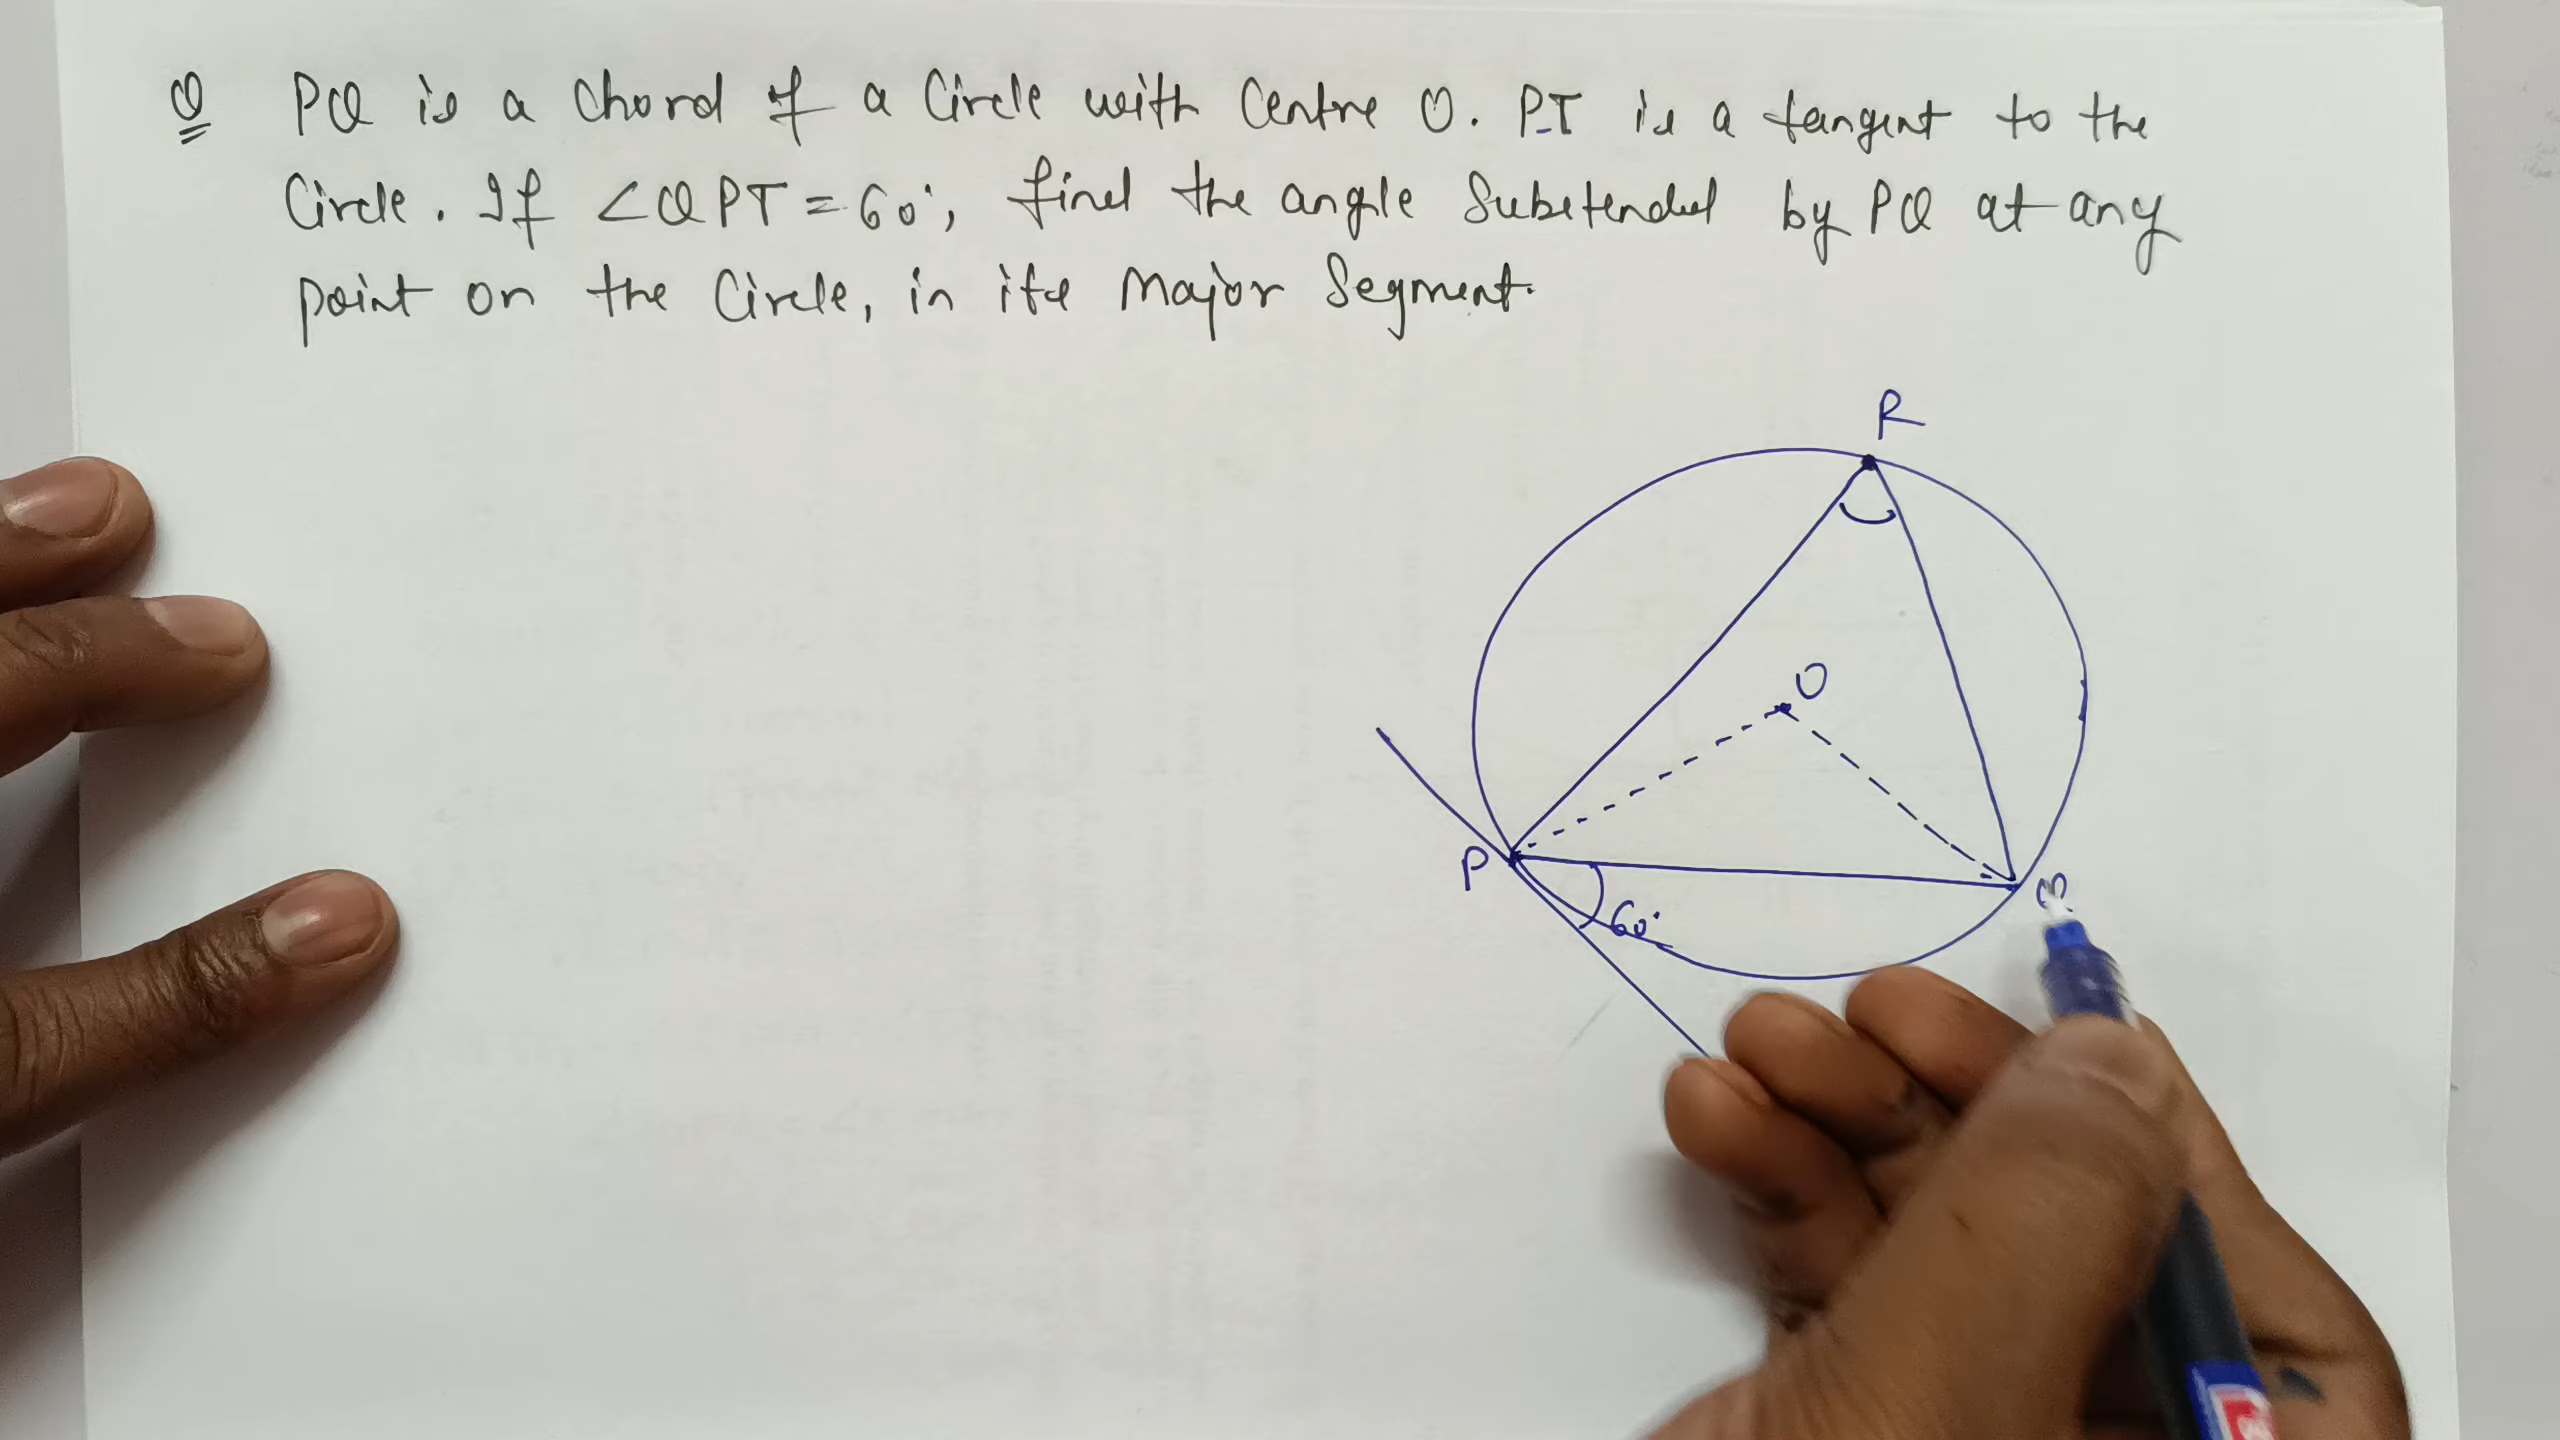 Q PQ is a chord of a Circle with Centre O. PT is a tangent to the
Circle. If ∠QPT = 60°, find the angle Substended by PQ at any
point on the Circle, in its Major Segment.
R
O
P
Q
60°